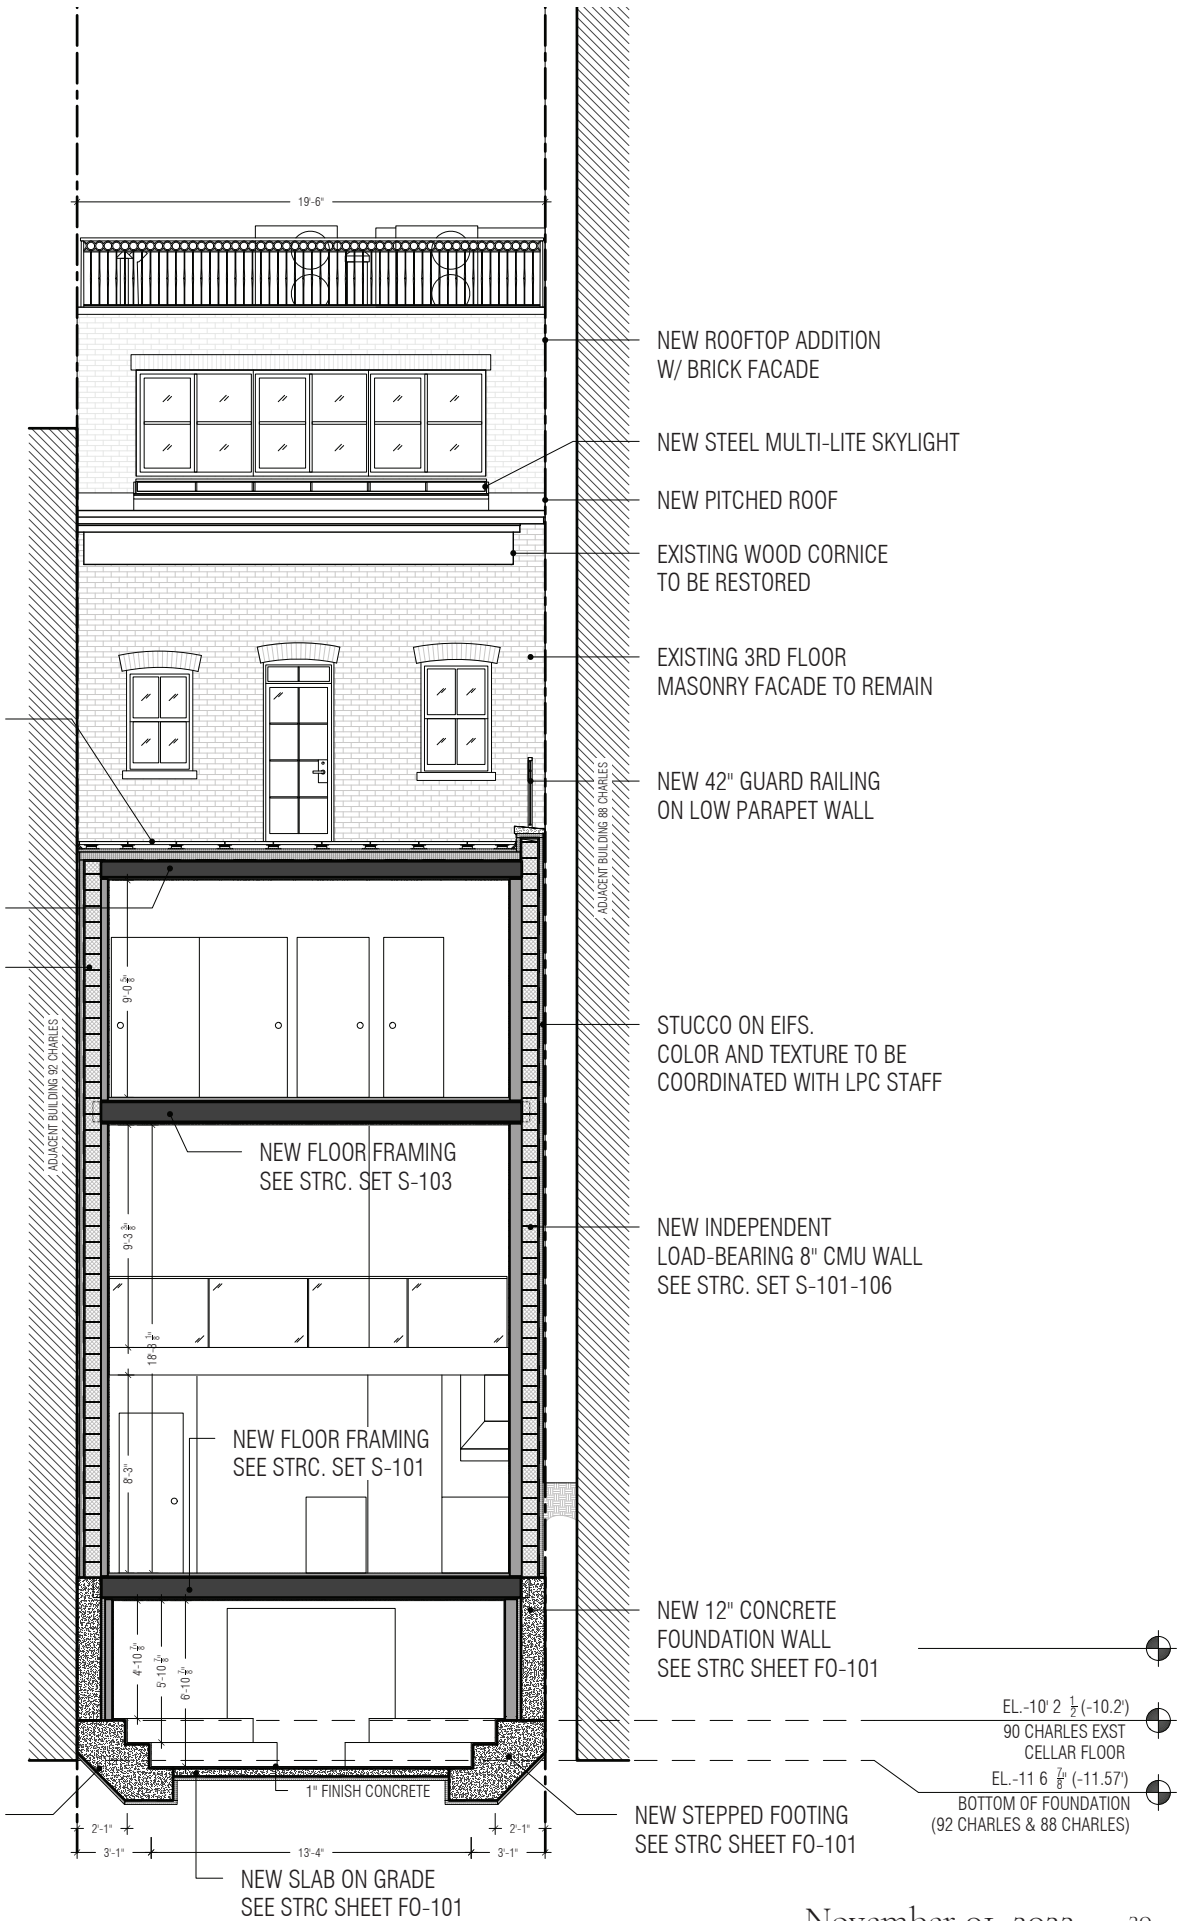 19'-6"
NEW ROOFTOP ADDITION
W/ BRICK FACADE
NEW STEEL MULTI-LITE SKYLIGHT
NEW PITCHED ROOF
EXISTING WOOD CORNICE
TO BE RESTORED
EXISTING 3RD FLOOR
MASONRY FACADE TO REMAIN
NEW 42" GUARD RAILING
ON LOW PARAPET WALL
ADJACENT BUILDING 88 CHARLES
9'-0 5/8"
STUCCO ON EIFS.
COLOR AND TEXTURE TO BE
COORDINATED WITH LPC STAFF
ADJACENT BUILDING 92 CHARLES
NEW FLOOR FRAMING
SEE STRC. SET S-103
9'-3 3/8"
NEW INDEPENDENT
LOAD-BEARING 8" CMU WALL
SEE STRC. SET S-101-106
18'-8 1/8"
NEW FLOOR FRAMING
SEE STRC. SET S-101
8'-3"
NEW 12" CONCRETE
FOUNDATION WALL
SEE STRC SHEET FO-101
4'-10 7/8"
5'-10 7/8"
6'-10 7/8"
EL.-10' 2 1/2 (-10.2')
90 CHARLES EXST
CELLAR FLOOR
EL.-11 6 7/8" (-11.57')
BOTTOM OF FOUNDATION
(92 CHARLES & 88 CHARLES)
1" FINISH CONCRETE
NEW STEPPED FOOTING
SEE STRC SHEET FO-101
2'-1"
2'-1"
3'-1"
13'-4"
3'-1"
NEW SLAB ON GRADE
SEE STRC SHEET FO-101
November 01, 2022